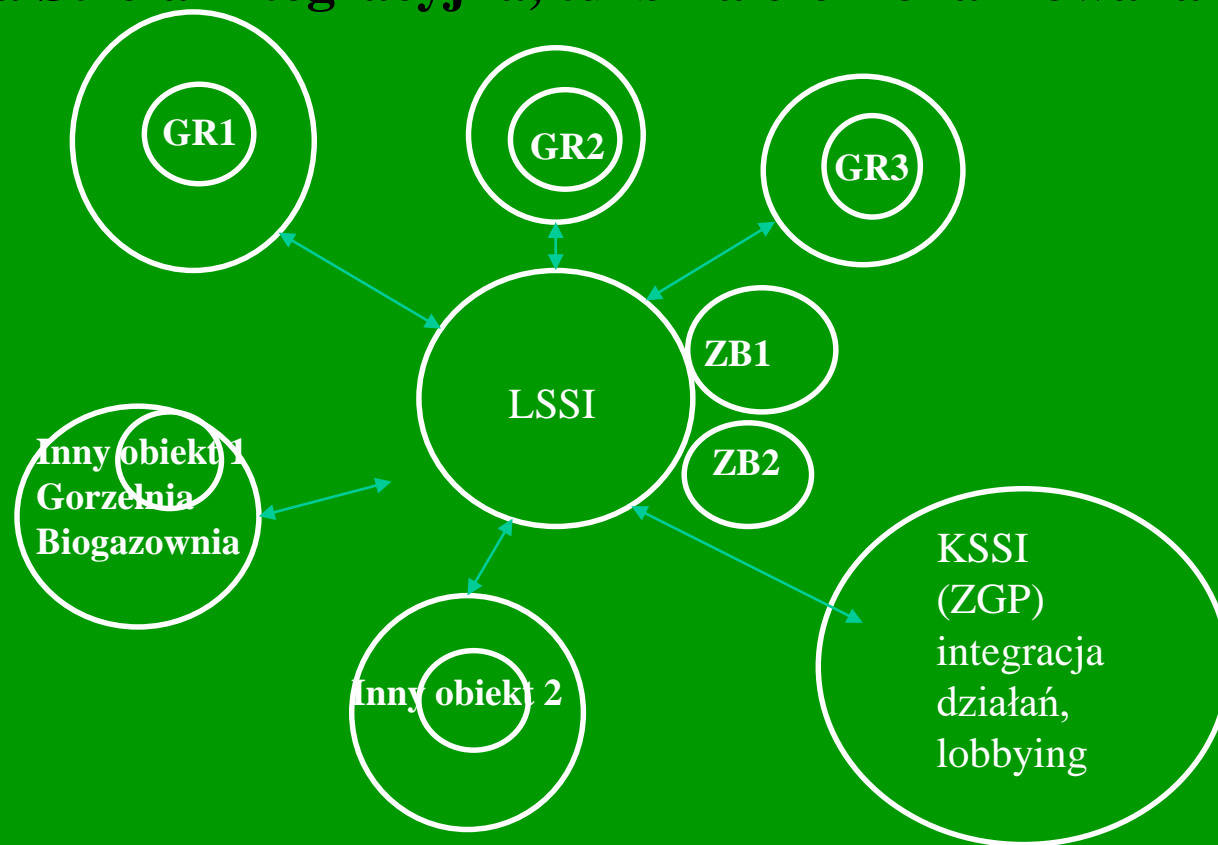 GR1
GR2
GR3
ZB1
LSSI
ZB2
Inny obiekt 1
Gorzelnia
Biogazownia
Inny obiekt 2
KSSI
(ZGP)
integracja
działań,
lobbying